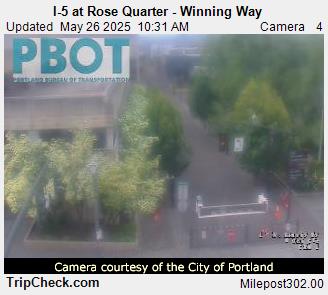 I-5 at Rose Quarter - Winning Way
Updated May 26 2025 10:31 AM Camera 4
PBOT
PORTLAND BUREAU OF TRANSPORTATION
Camera courtesy of the City of Portland
TripCheck.com Milepost302.00